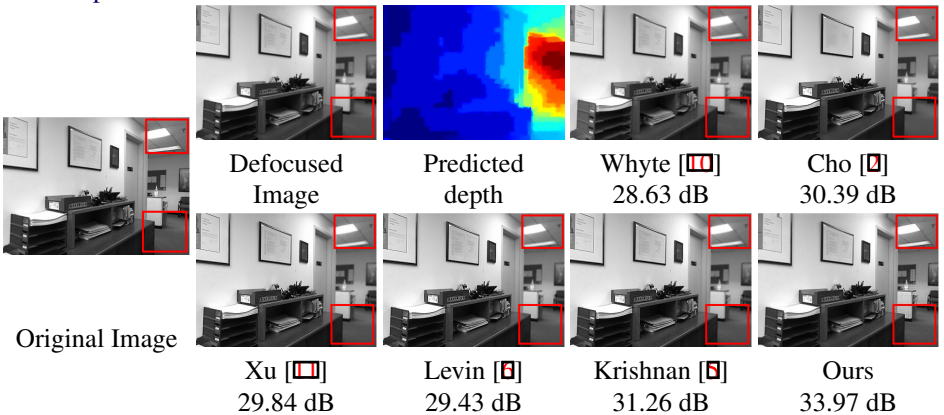 Defocused
Image
Predicted
depth
Whyte [10]
28.63 dB
Cho [2]
30.39 dB
Original Image
Xu [11]
29.84 dB
Levin [6]
29.43 dB
Krishnan [5]
31.26 dB
Ours
33.97 dB